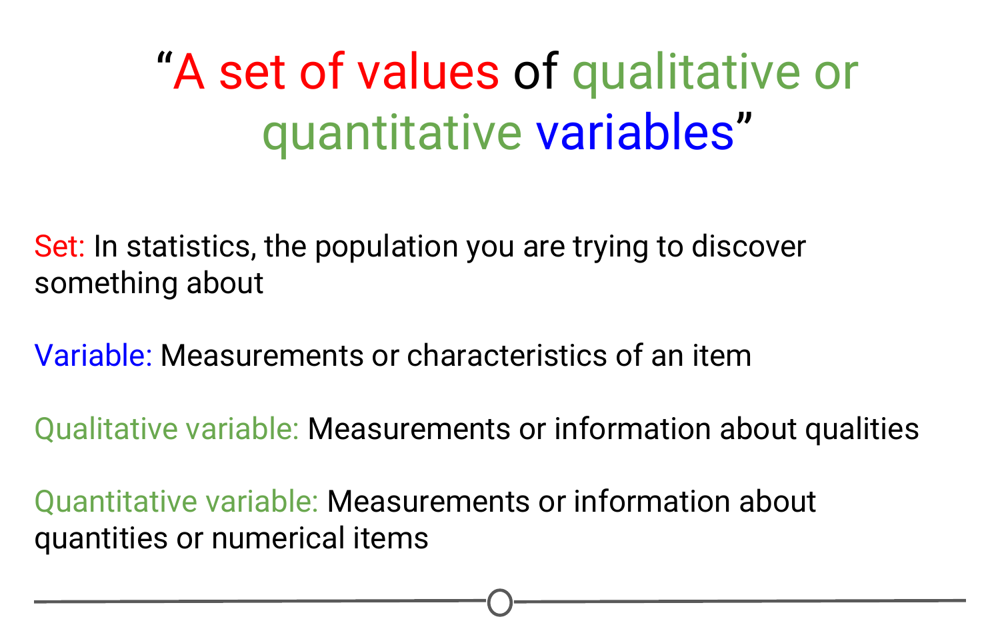 “A set of values of qualitative or
quantitative variables”
Set: In statistics, the population you are trying to discover
something about
Variable: Measurements or characteristics of an item
Qualitative variable: Measurements or information about qualities
Quantitative variable: Measurements or information about
quantities or numerical items